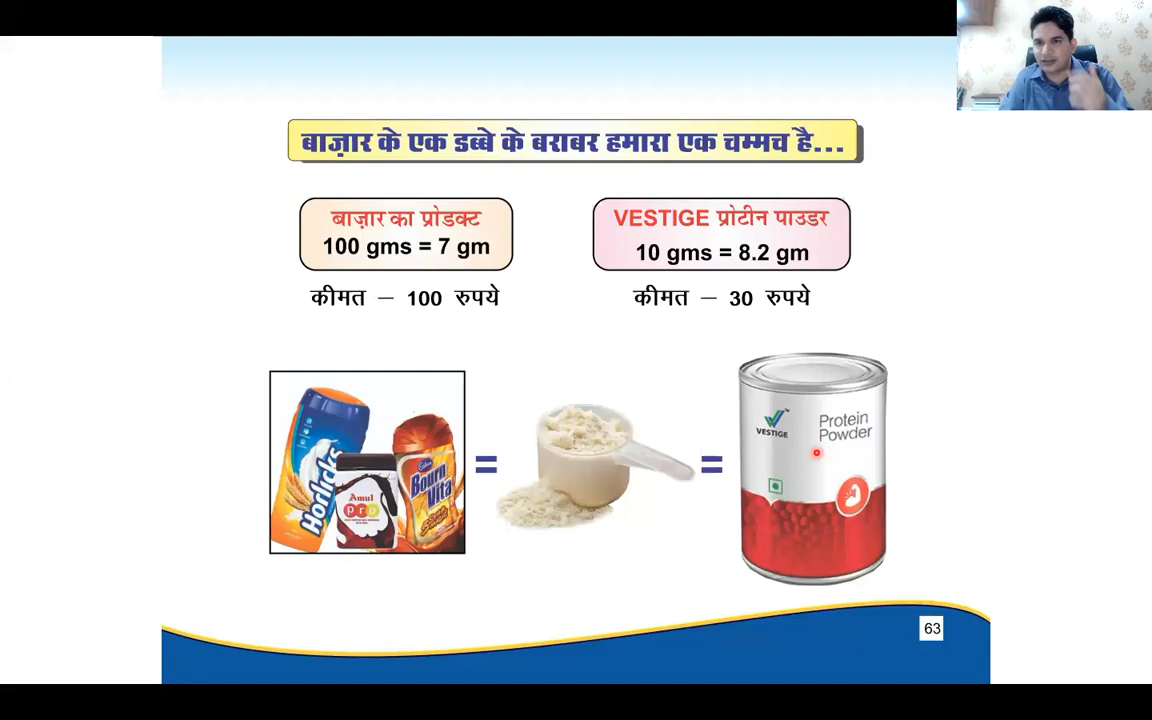 बाज़ार के एक डब्बे के बराबर हमारा एक चम्मच है...
बाज़ार का प्रोडक्ट
100 gms = 7 gm
कीमत – 100 रुपये
VESTIGE प्रोटीन पाउडर
10 gms = 8.2 gm
कीमत – 30 रुपये
Horlicks
Amul
pro
Cadbury
Bourn
Vita
=
=
VESTIGE
Protein
Powder
63